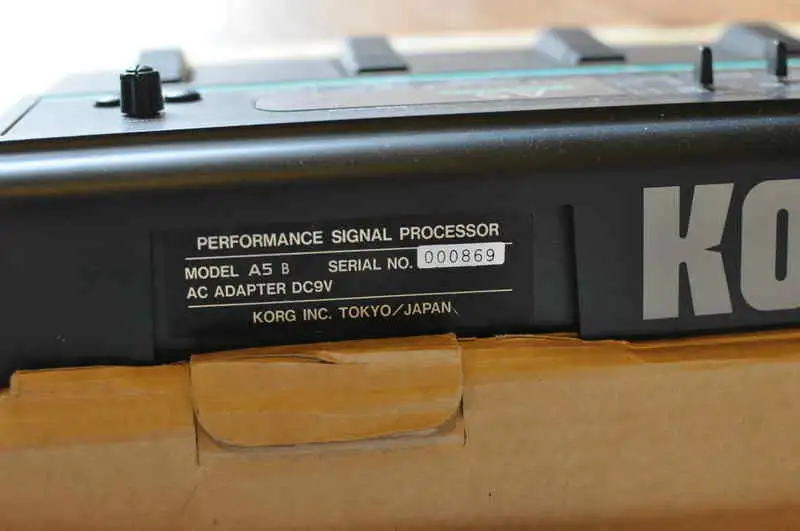 PERFORMANCE SIGNAL PROCESSOR
MODEL A5 B SERIAL NO. 000869
AC ADAPTER DC9V
KORG INC. TOKYO/JAPAN
KO